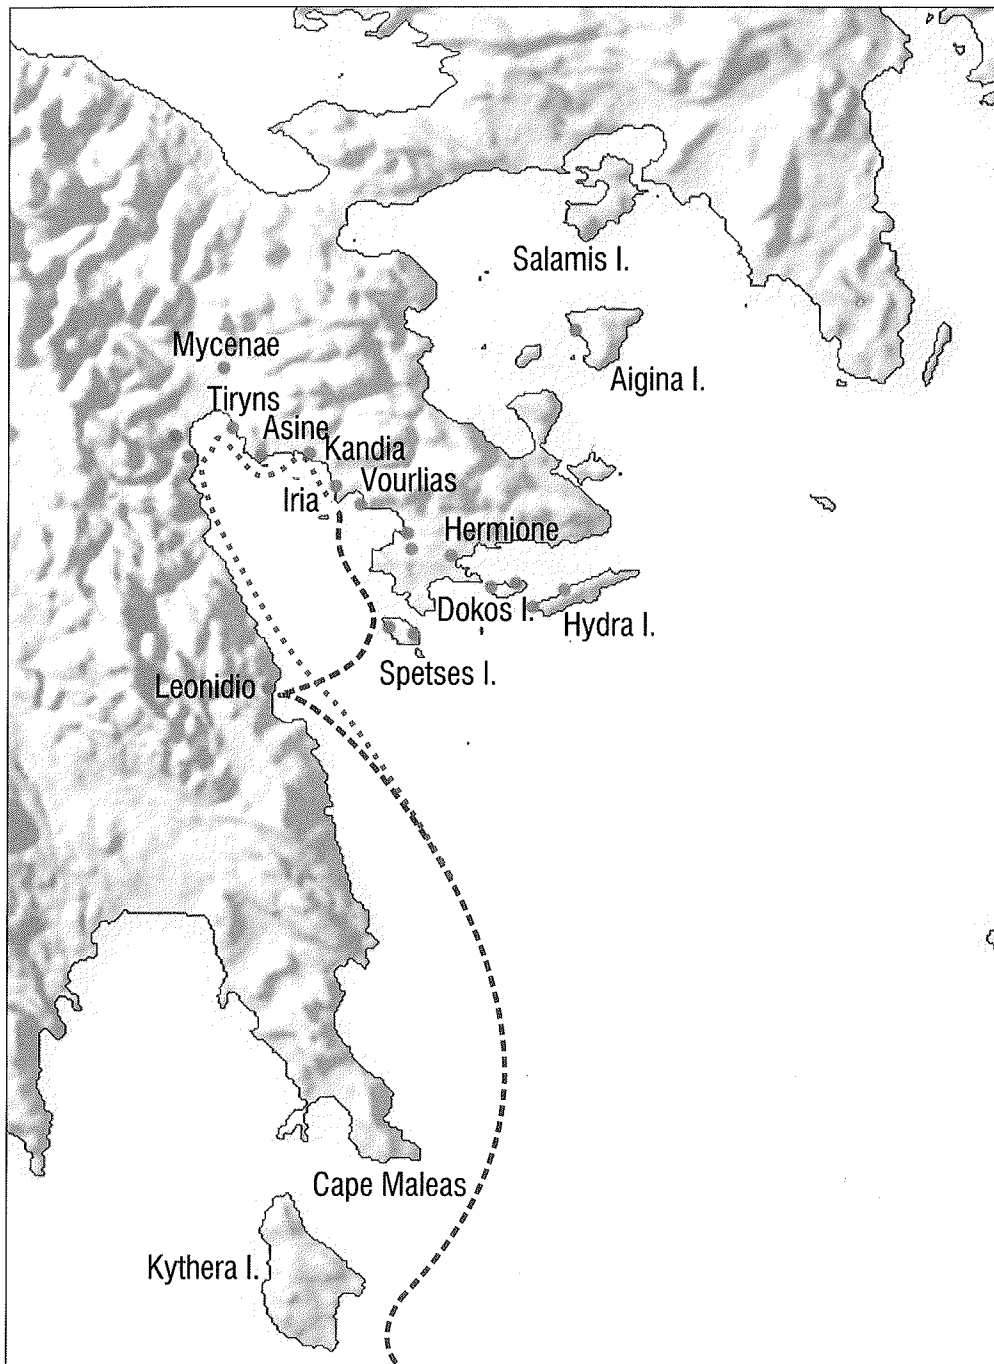 Salamis I.
Mycenae
Aigina I.
Tiryns
Asine
Kandia
Vourlias
Iria
Hermione
Dokos I.
Hydra I.
Spetses I.
Leonidio
Cape Maleas
Kythera I.